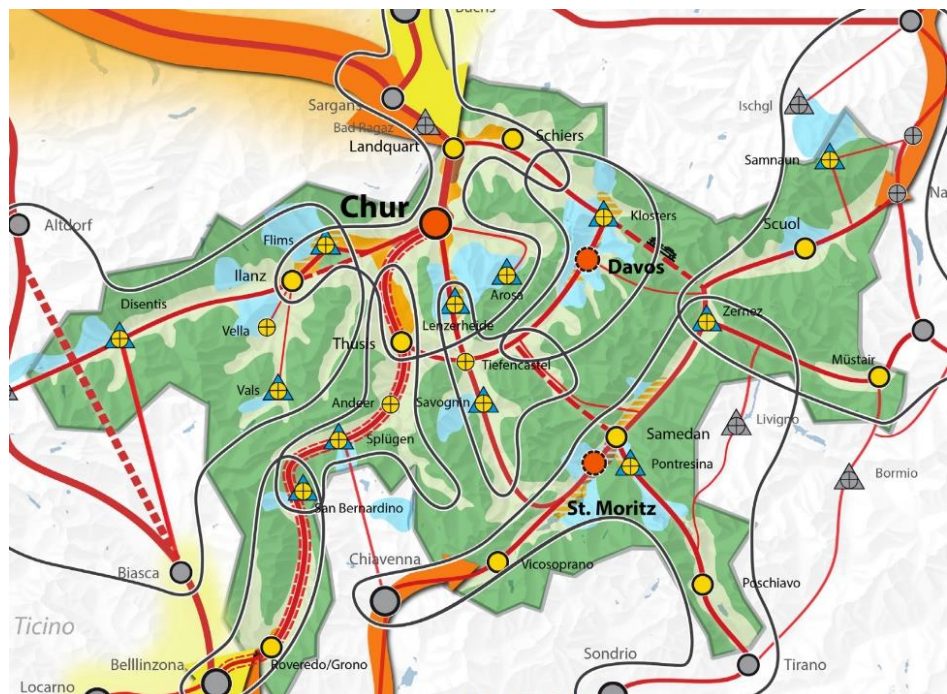 Buchs
Sargans
Bad Ragaz
Landquart
Schiers
Ischgl
Samnaun
Altdorf
Chur
Flims
Klosters
Scuol
Ilanz
Davos
Arosa
Disentis
Lenzerheide
Zernez
Vella
Thusis
Tiefencastel
Müstair
Vals
Andeer
Savognin
Livigno
Splügen
Samedan
Pontresina
Bormio
San Bernardino
St. Moritz
Chiavenna
Vicosoprano
Biasca
Poschiavo
Ticino
Belllinzona
Roveredo/Grono
Sondrio
Tirano
Locarno